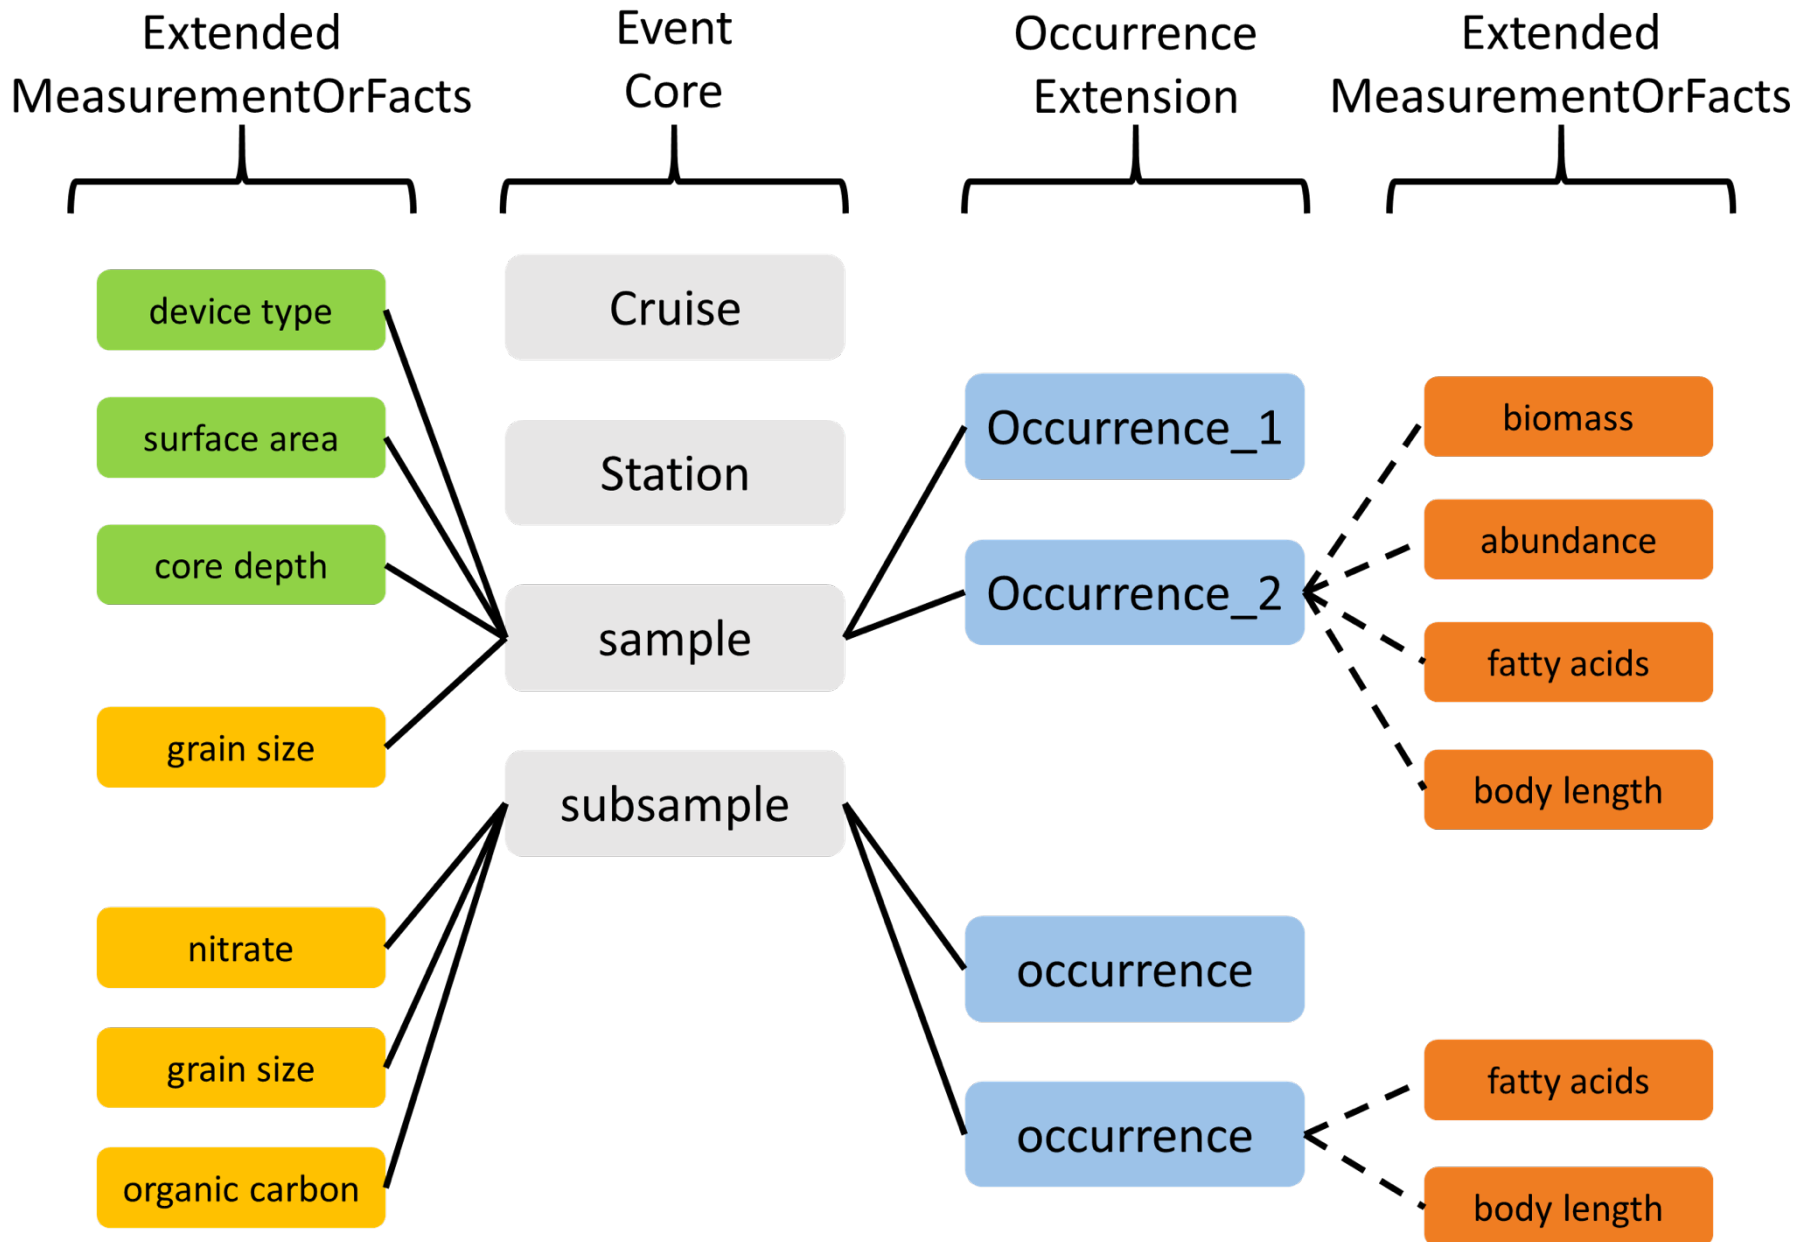 Extended
MeasurementOrFacts
Event
Core
Occurrence
Extension
Extended
MeasurementOrFacts
device type
surface area
core depth
grain size
nitrate
grain size
organic carbon
Cruise
Station
sample
subsample
Occurrence_1
Occurrence_2
occurrence
occurrence
biomass
abundance
fatty acids
body length
fatty acids
body length